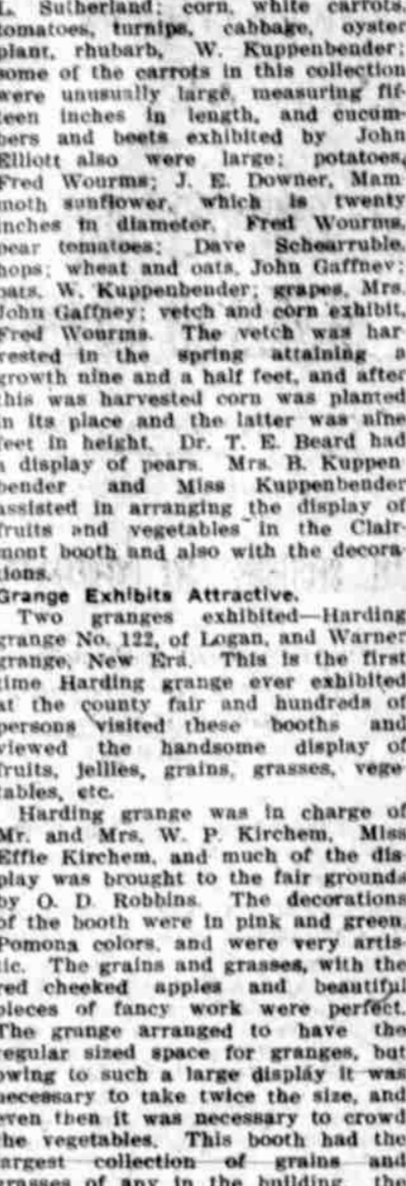 L. Sutherland; corn, white carrots,
tomatoes, turnips, cabbage, oyster
plant, rhubarb, W. Kuppenbender;
some of the carrots in this collection
were unusually large, measuring fif-
teen inches in length, and cucum-
bers and beets exhibited by John
Elliott also were large; potatoes,
Fred Wourms; J. E. Downer, Mam-
moth sunflower, which is twenty
inches in diameter. Fred Wourms,
pear tomatoes; Dave Schearruble,
hops; wheat and oats, John Gaffney;
oats, W. Kuppenbender; grapes, Mrs.
John Gaffney; vetch and corn exhibit,
Fred Wourms. The vetch was har-
rested in the spring attaining a
growth nine and a half feet, and after
this was harvested corn was planted
in its place and the latter was nine
feet in height. Dr. T. E. Beard had
a display of pears. Mrs. B. Kuppen
bender and Miss Kuppenbender
assisted in arranging the display of
fruits and vegetables in the Clair-
mont booth and also with the decora-
tions.
Grange Exhibits Attractive.
Two granges exhibited—Harding
grange No. 122, of Logan, and Warner
grange, New Era. This is the first
time Harding grange ever exhibited
at the county fair and hundreds of
persons visited these booths and
viewed the handsome display of
fruits, jellies, grains, grasses, vege-
tables, etc.
Harding grange was in charge of
Mr. and Mrs. W. P. Kirchem, Miss
Effie Kirchem, and much of the dis-
play was brought to the fair grounds
by O. D. Robbins. The decorations
of the booth were in pink and green,
Pomona colors, and were very artis-
tic. The grains and grasses, with the
red cheeked apples and beautiful
pieces of fancy work were perfect.
The grange arranged to have the
regular sized space for granges, but
owing to such a large display it was
necessary to take twice the size, and
even then it was necessary to crowd
the vegetables. This booth had the
largest collection of grains and
grasses of any in the building, the